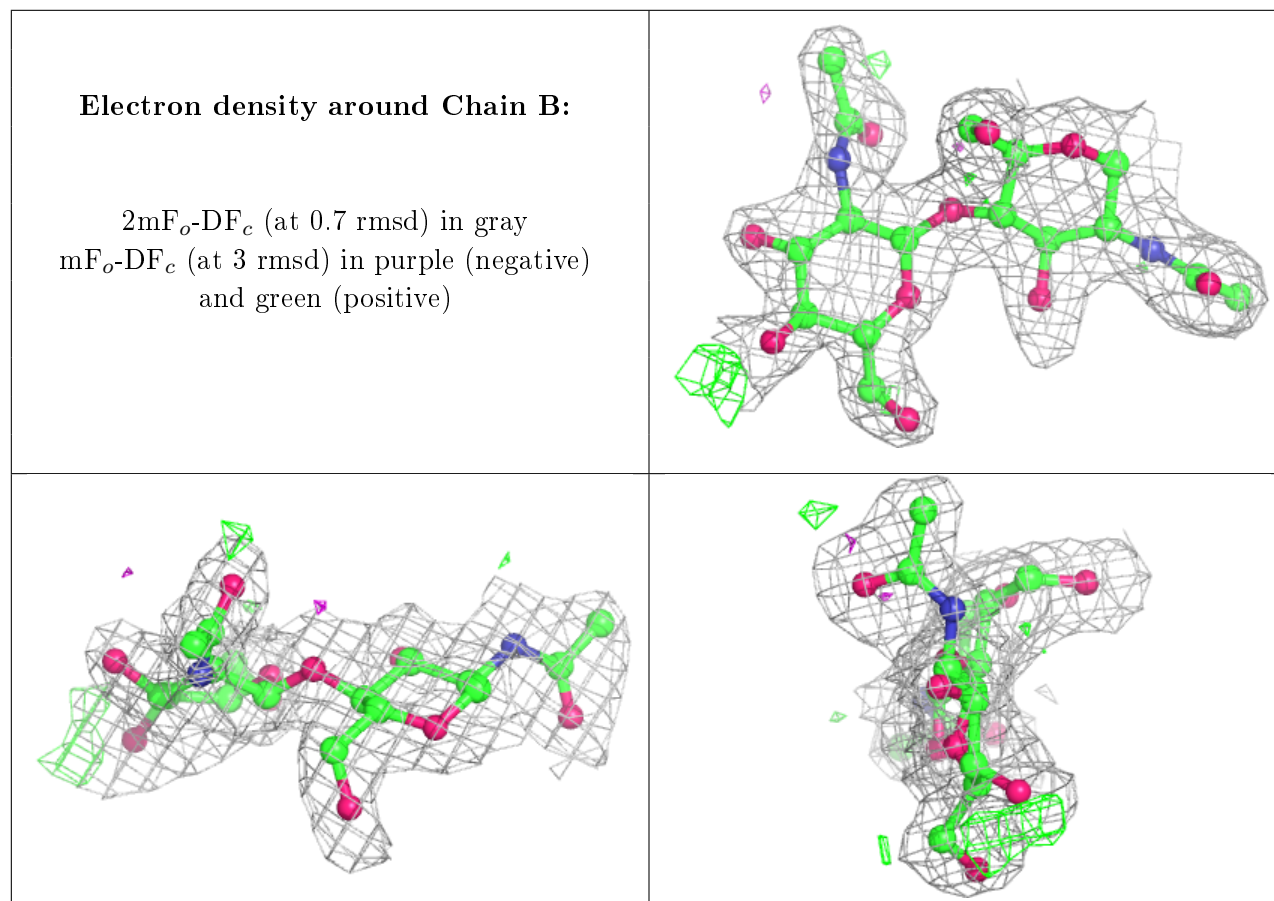 Electron density around Chain B:
2mFₒ-DF𝒸 (at 0.7 rmsd) in gray
mFₒ-DF𝒸 (at 3 rmsd) in purple (negative)
and green (positive)